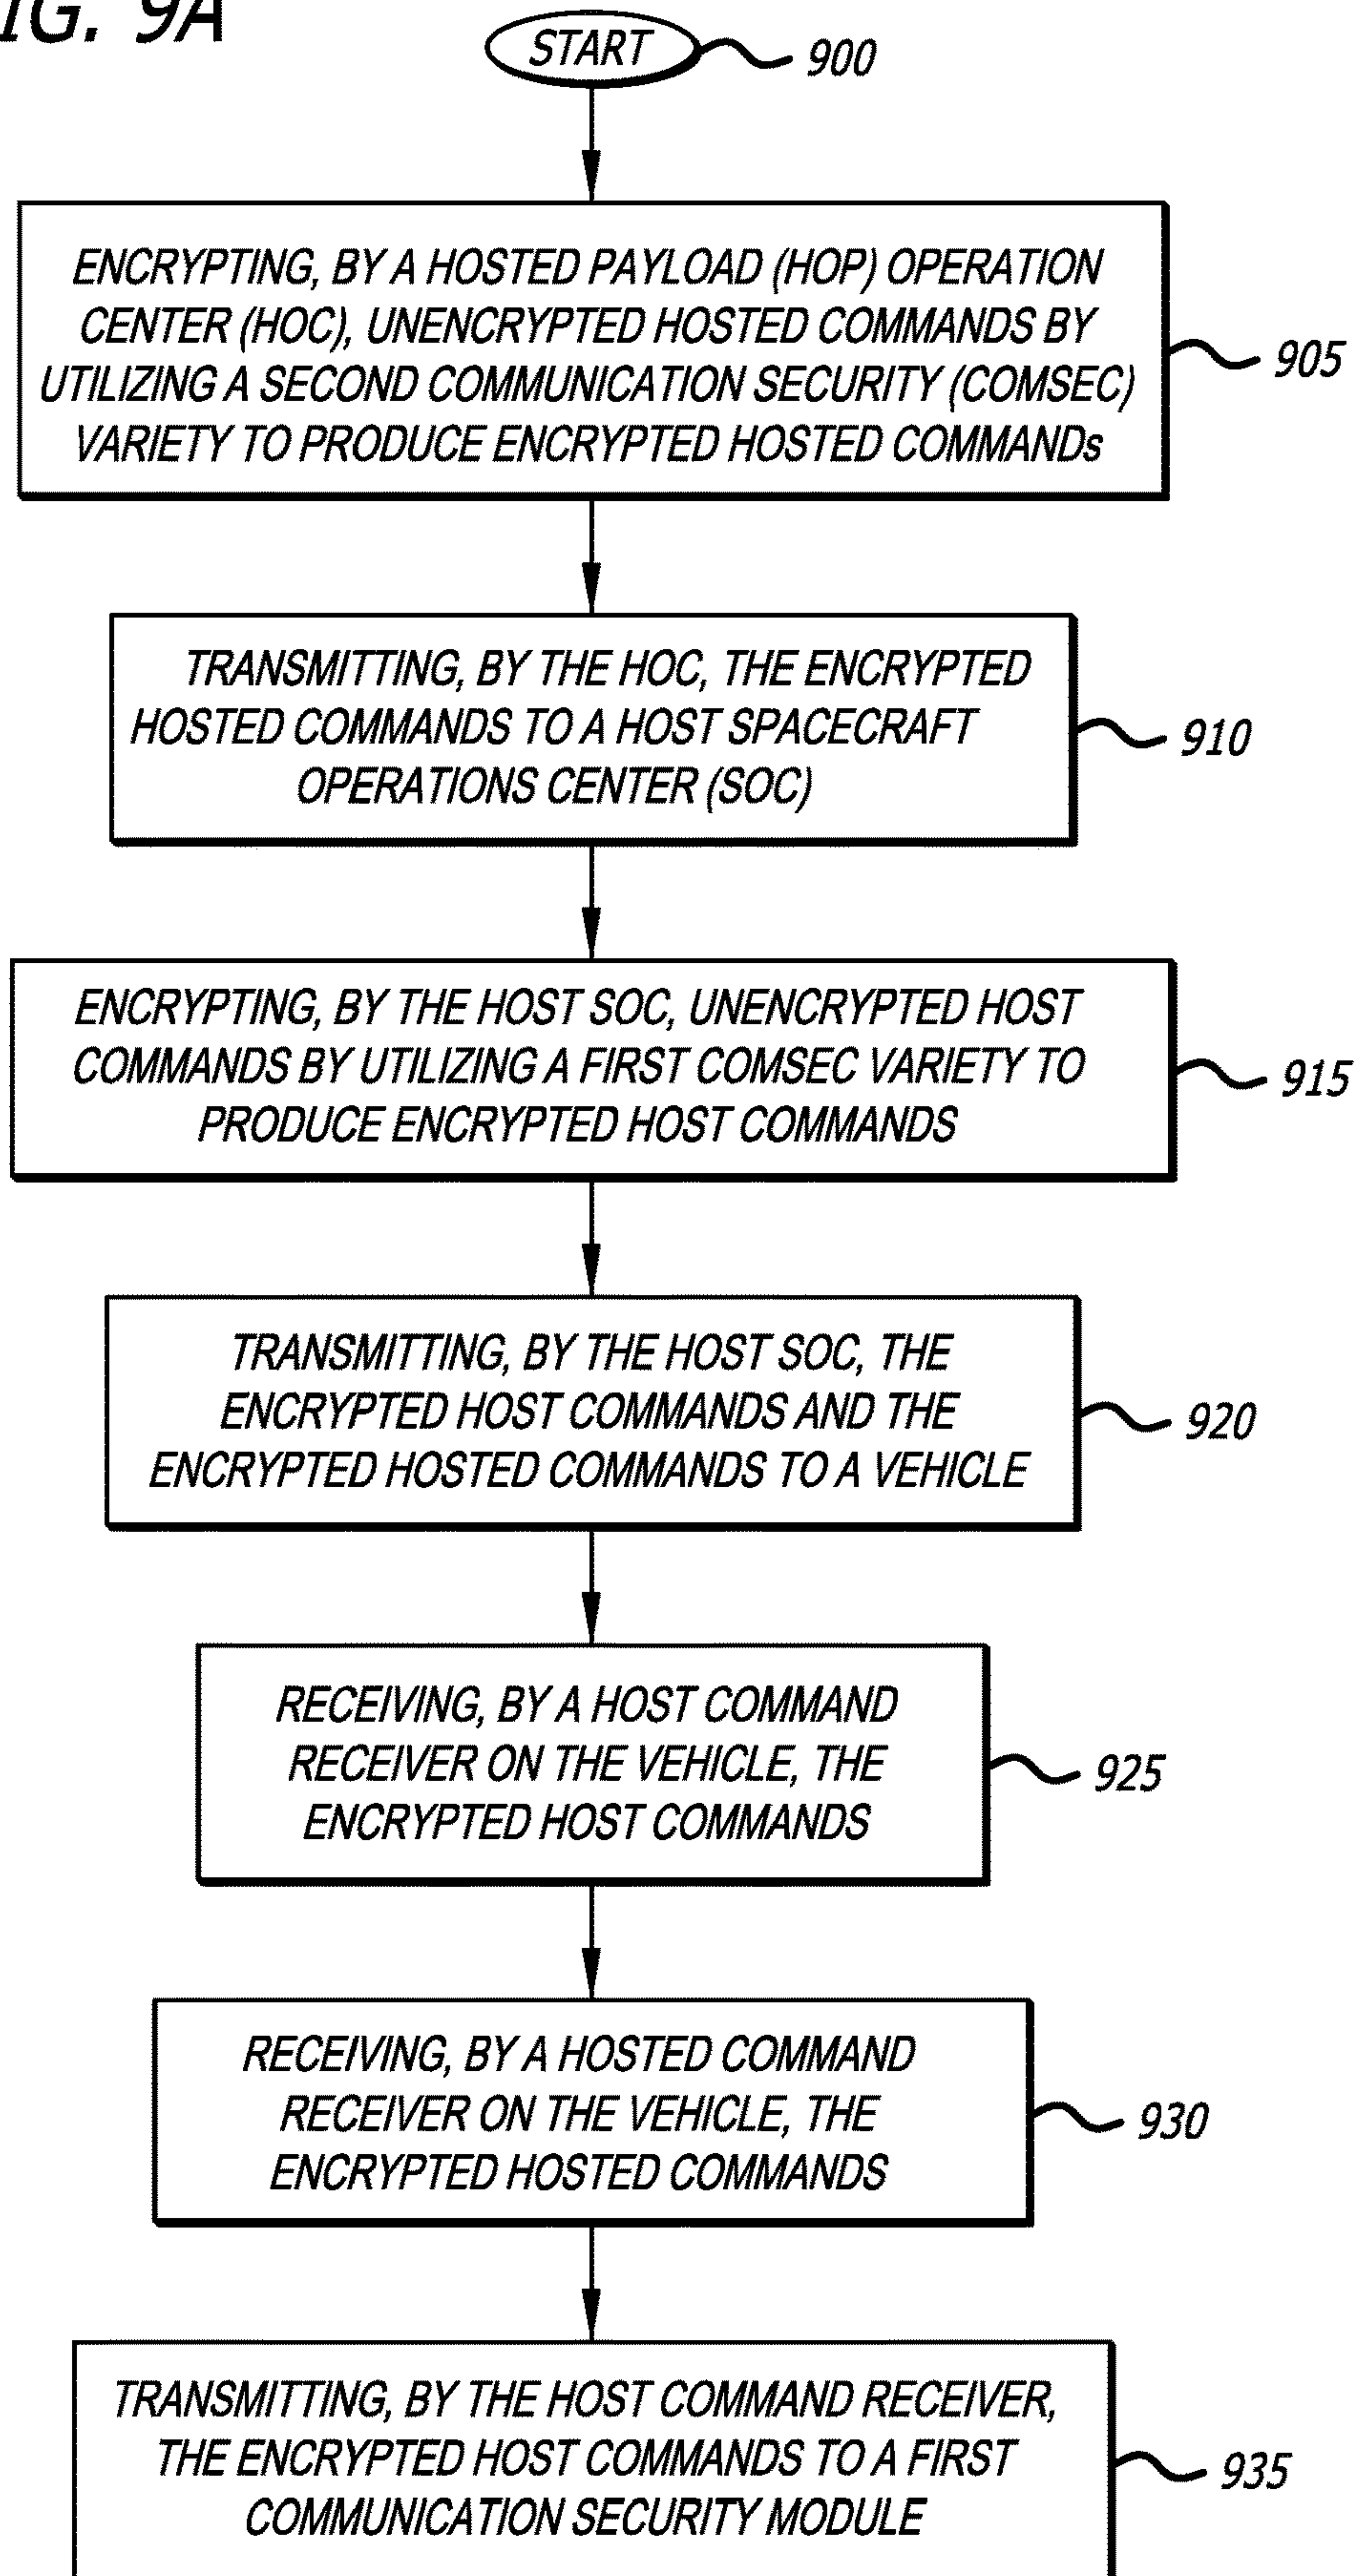 IG. 9A
START
900
ENCRYPTING, BY A HOSTED PAYLOAD (HOP) OPERATION
CENTER (HOC), UNENCRYPTED HOSTED COMMANDS BY
UTILIZING A SECOND COMMUNICATION SECURITY (COMSEC)
VARIETY TO PRODUCE ENCRYPTED HOSTED COMMANDs
905
TRANSMITTING, BY THE HOC, THE ENCRYPTED
HOSTED COMMANDS TO A HOST SPACECRAFT
OPERATIONS CENTER (SOC)
910
ENCRYPTING, BY THE HOST SOC, UNENCRYPTED HOST
COMMANDS BY UTILIZING A FIRST COMSEC VARIETY TO
PRODUCE ENCRYPTED HOST COMMANDS
915
TRANSMITTING, BY THE HOST SOC, THE
ENCRYPTED HOST COMMANDS AND THE
ENCRYPTED HOSTED COMMANDS TO A VEHICLE
920
RECEIVING, BY A HOST COMMAND
RECEIVER ON THE VEHICLE, THE
ENCRYPTED HOST COMMANDS
925
RECEIVING, BY A HOSTED COMMAND
RECEIVER ON THE VEHICLE, THE
ENCRYPTED HOSTED COMMANDS
930
TRANSMITTING, BY THE HOST COMMAND RECEIVER,
THE ENCRYPTED HOST COMMANDS TO A FIRST
COMMUNICATION SECURITY MODULE
935